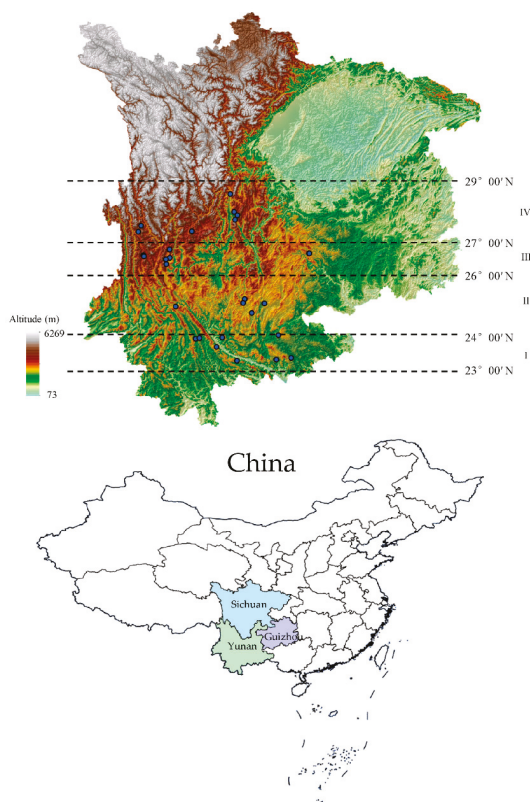 29° 00′ N
IV
27° 00′ N
III
26° 00′ N
II
Altitude (m)
6269
24° 00′ N
I
73
23° 00′ N
China
Sichuan
Guizhou
Yunan